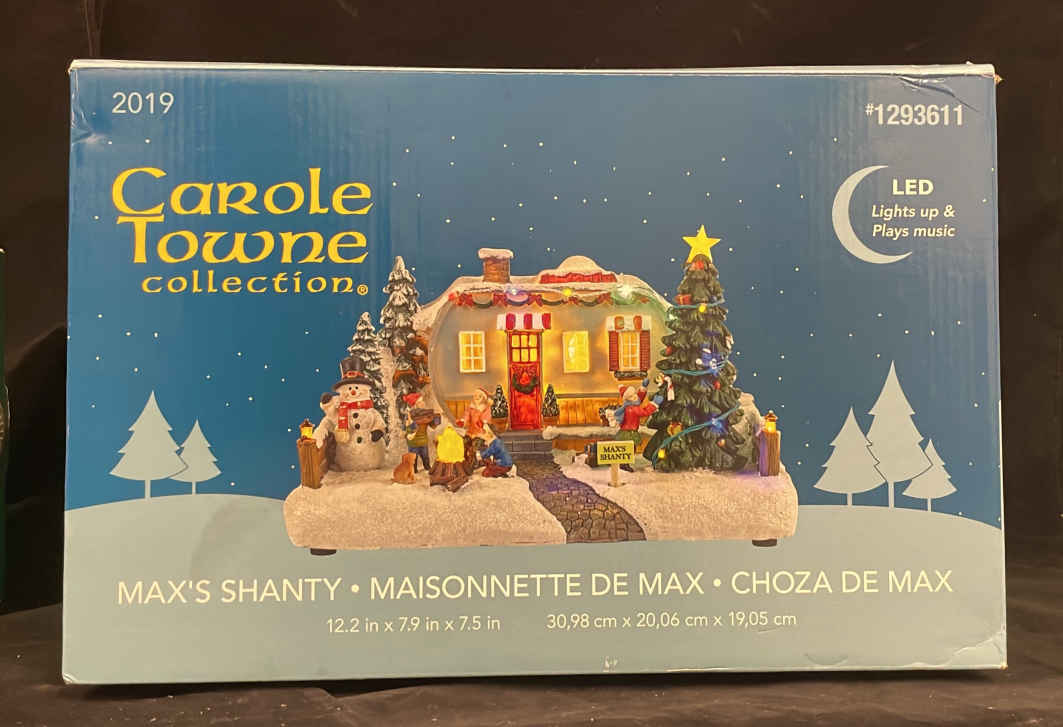 2019
#1293611
Carole
Towne
collection®
LED
Lights up &
Plays music
MAX'S
SHANTY
MAX'S SHANTY • MAISONNETTE DE MAX • CHOZA DE MAX
12.2 in x 7.9 in x 7.5 in 30,98 cm x 20,06 cm x 19,05 cm